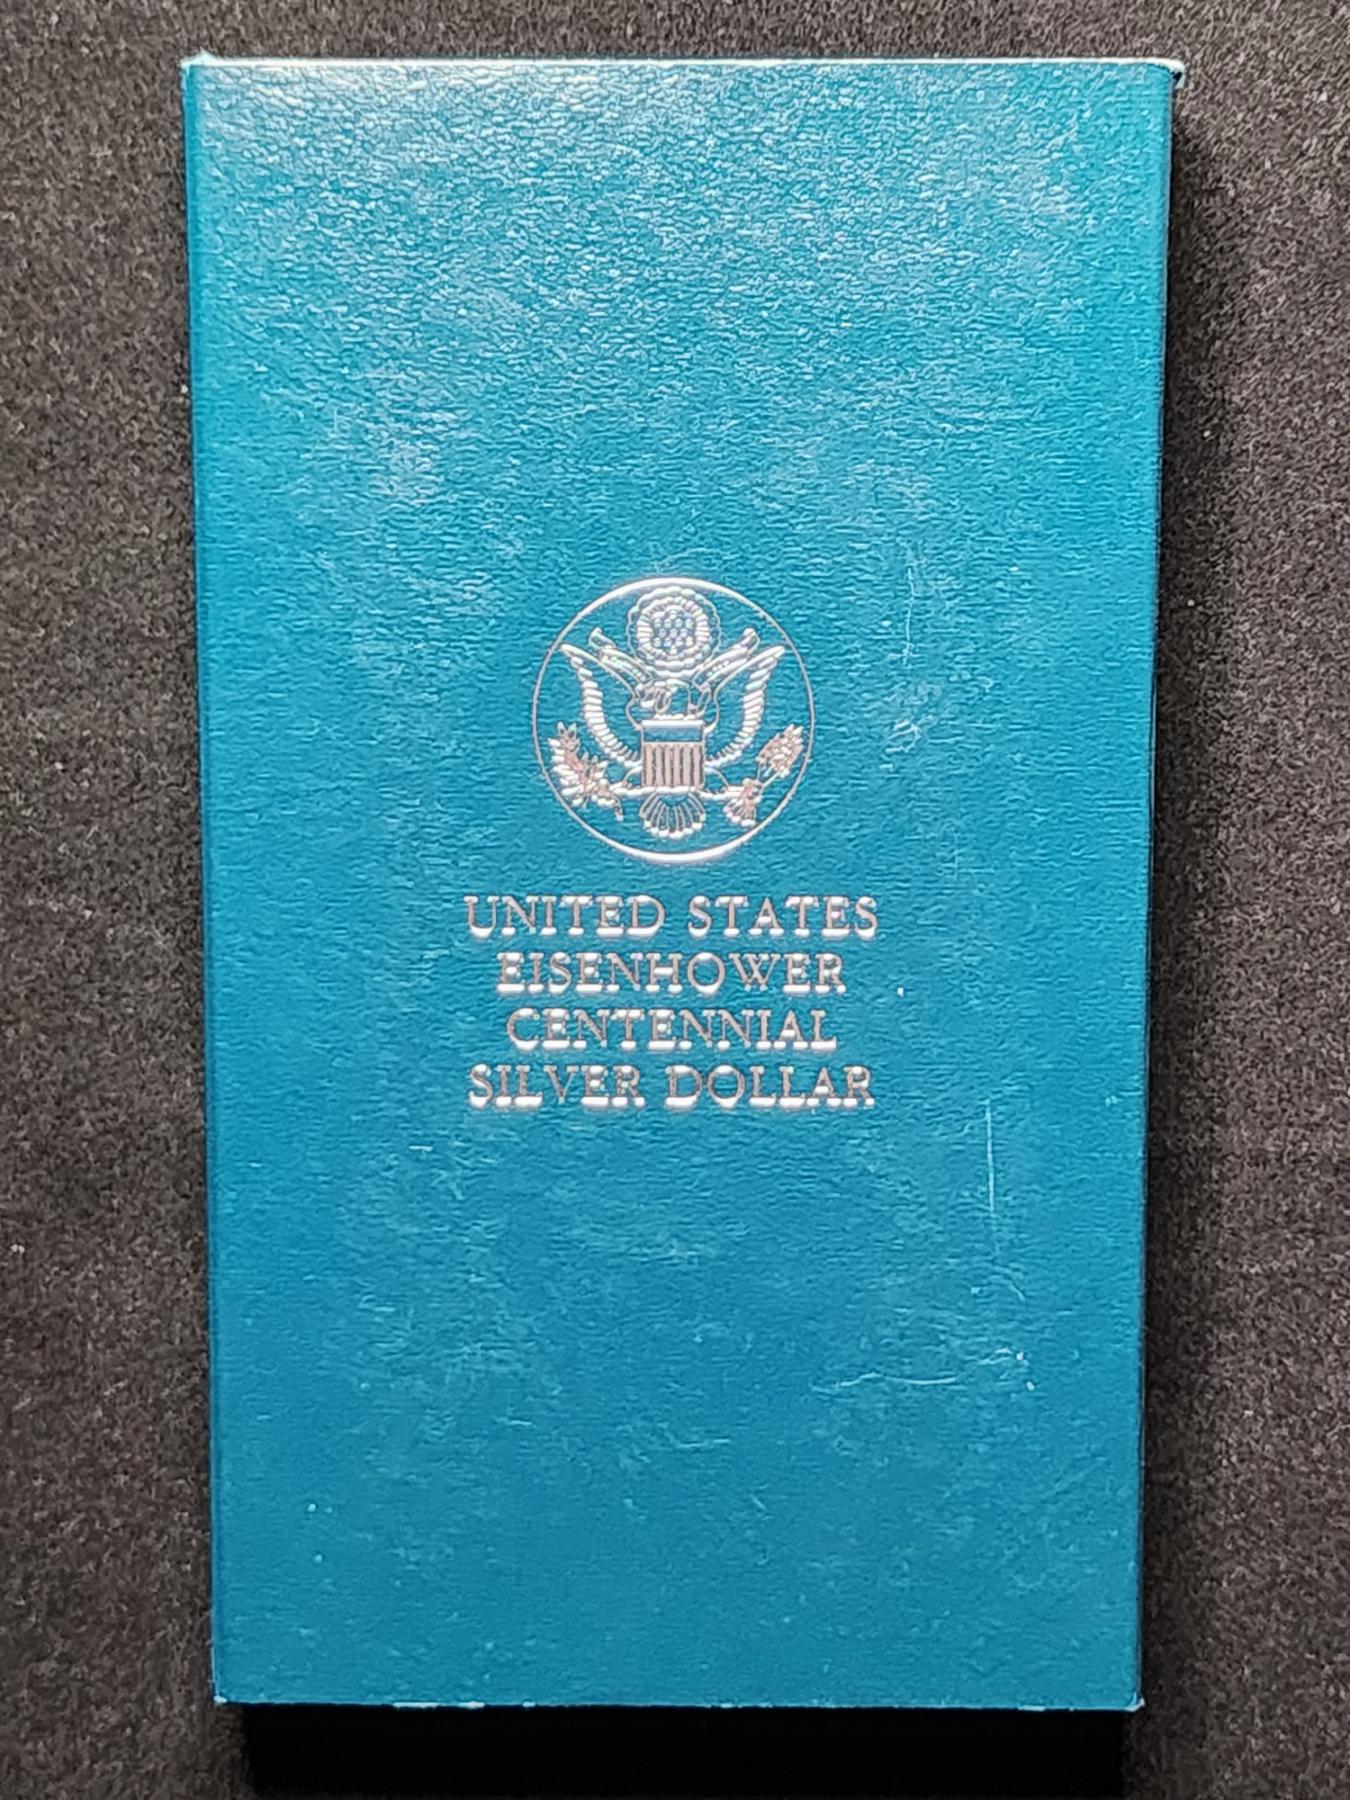 UNITED STATES
EISENHOWER
CENTENNIAL
SILVER DOLLAR